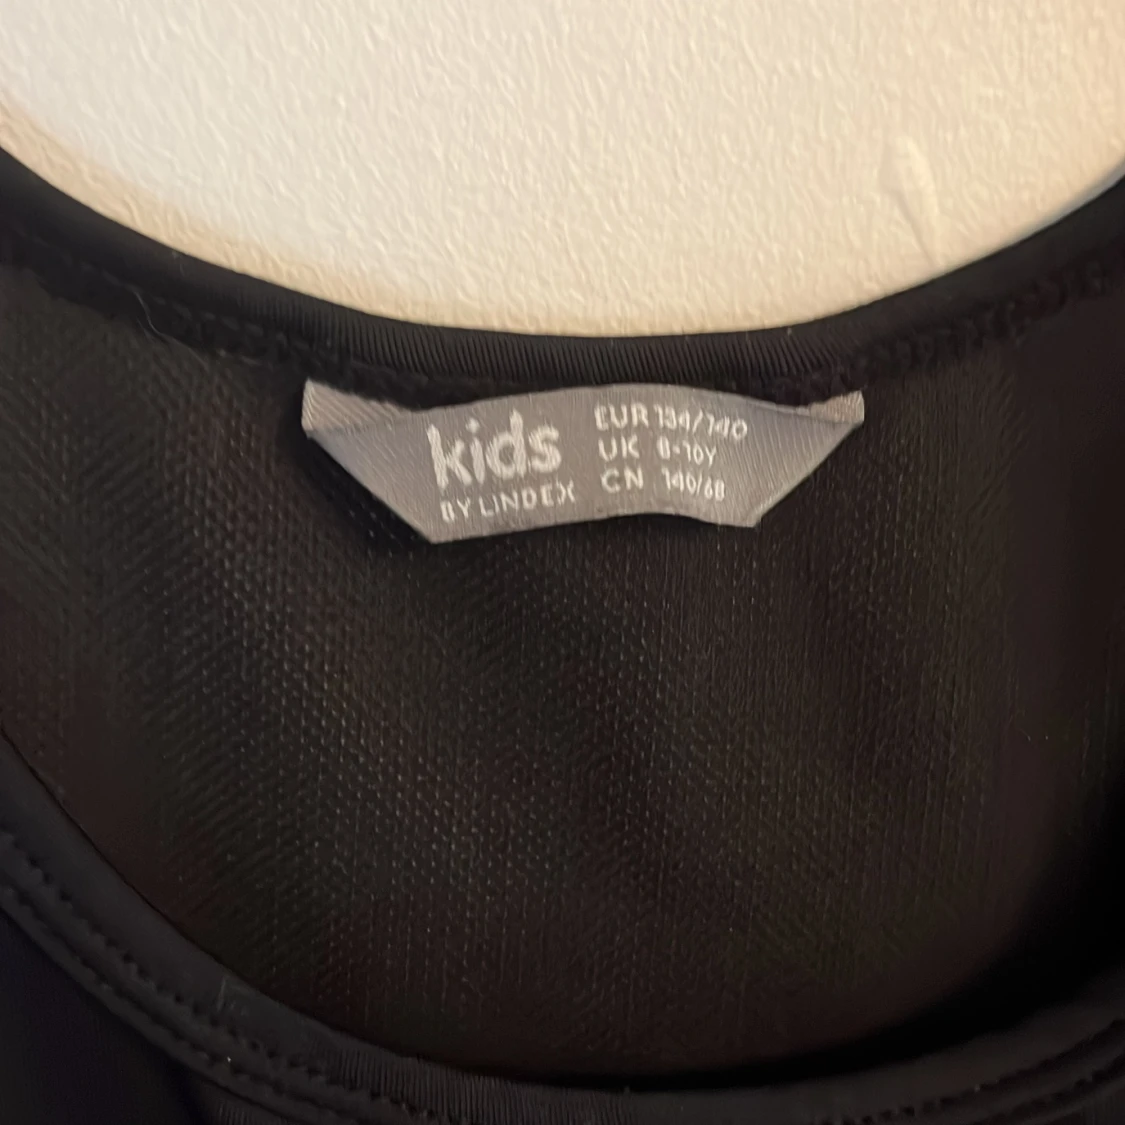 kids
BY LINDEX
EUR 134/140
UK 8-10Y
CN 140/68